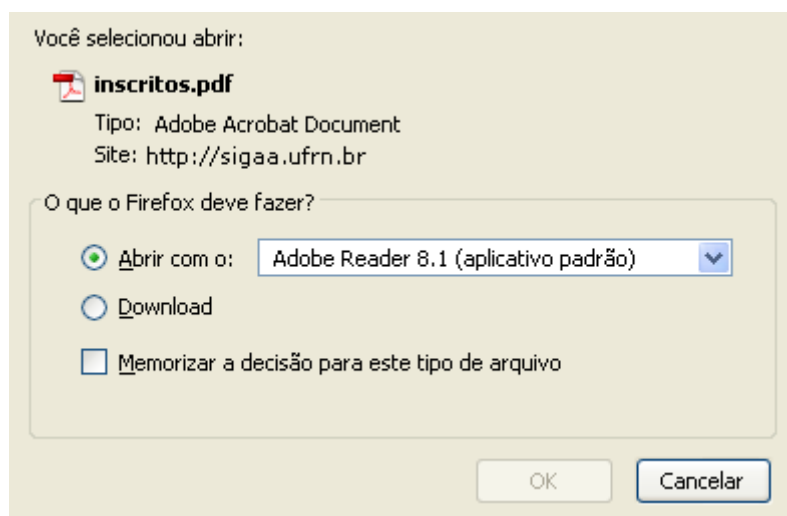 Você selecionou abrir:
inscritos.pdf
Tipo: Adobe Acrobat Document
Site: http://sigaa.ufrn.br
O que o Firefox deve fazer?
Abrir com o: Adobe Reader 8.1 (aplicativo padrão)
Download
Memorizar a decisão para este tipo de arquivo
OK Cancelar